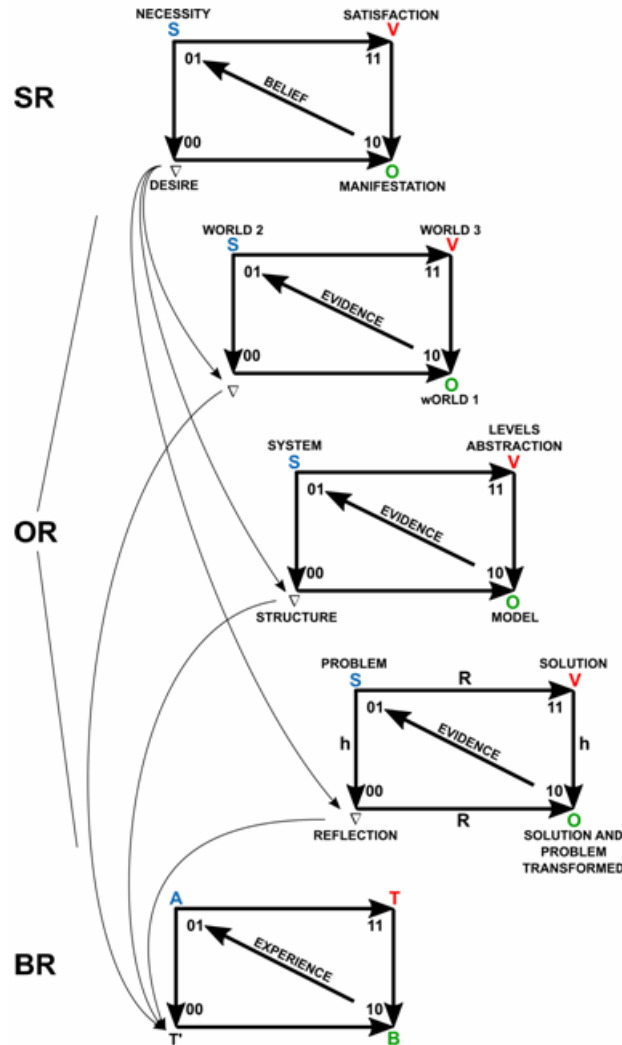 NECESSITY SATISFACTION
S V
01 11
SR
BELIEF
00 10
▽ O
DESIRE MANIFESTATION
WORLD 2 WORLD 3
S V
01 11
EVIDENCE
00 10
▽ O
wORLD 1
LEVELS
SYSTEM ABSTRACTION
S V
01 11
OR
EVIDENCE
00 10
▽ O
STRUCTURE MODEL
PROBLEM SOLUTION
S R V
01 11
h EVIDENCE h
00 10
▽ R O
REFLECTION SOLUTION AND
PROBLEM
TRANSFORMED
A T
01 11
BR
EXPERIENCE
00 10
T' B